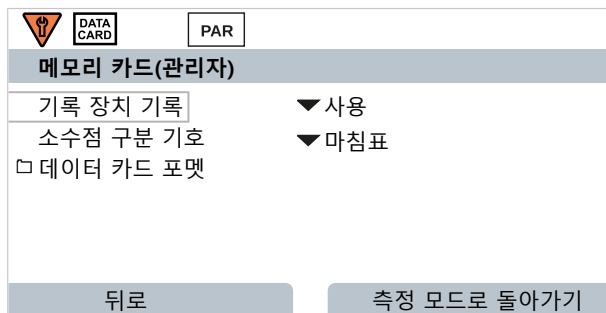 DATA
CARD
PAR
메모리 카드(관리자)
기록 장치 기록 사용
소수점 구분 기호 마침표
데이터 카드 포멧
뒤로 측정 모드로 돌아가기